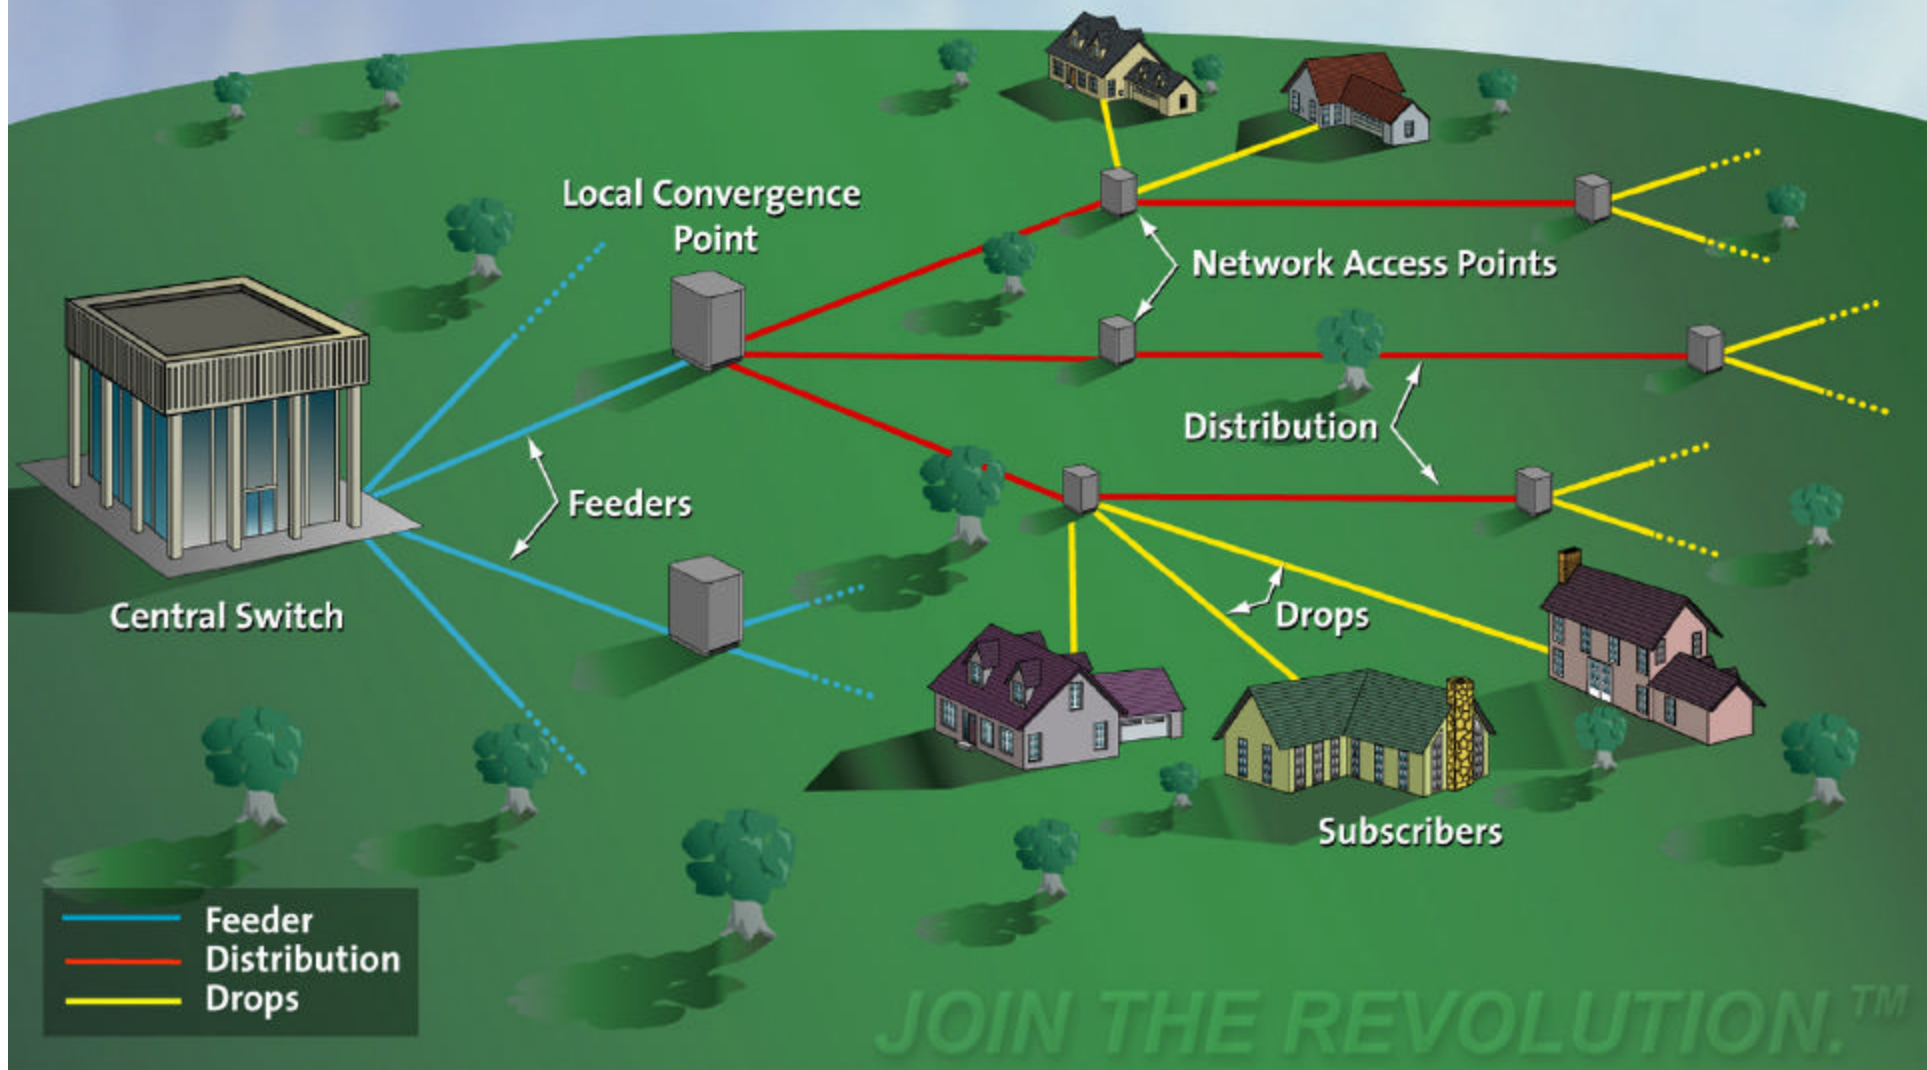 Local Convergence
Point
Network Access Points
Distribution
Feeders
Central Switch
Drops
Subscribers
Feeder
Distribution
Drops
JOIN THE REVOLUTION.™